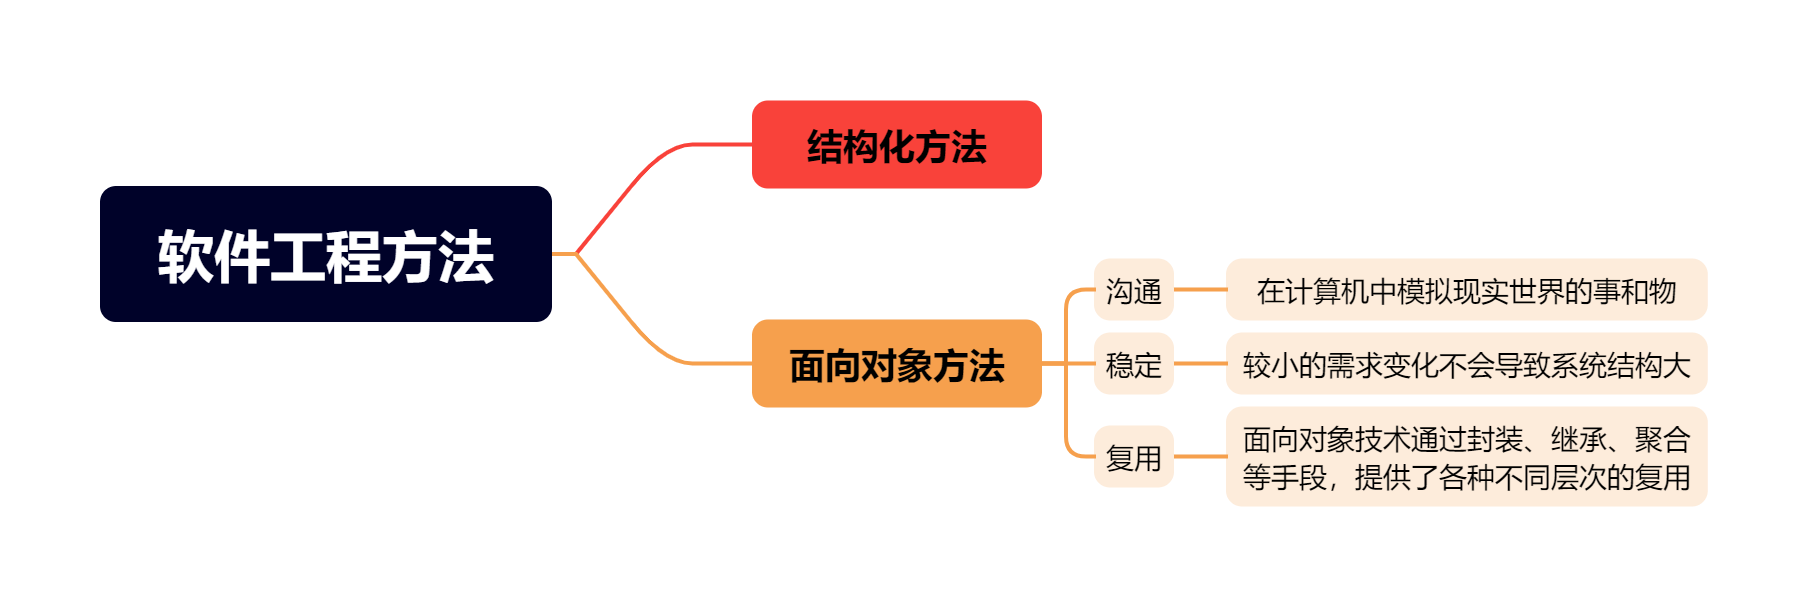 软件工程方法
结构化方法
面向对象方法
沟通
在计算机中模拟现实世界的事和物
稳定
较小的需求变化不会导致系统结构大
复用
面向对象技术通过封装、继承、聚合
等手段，提供了各种不同层次的复用